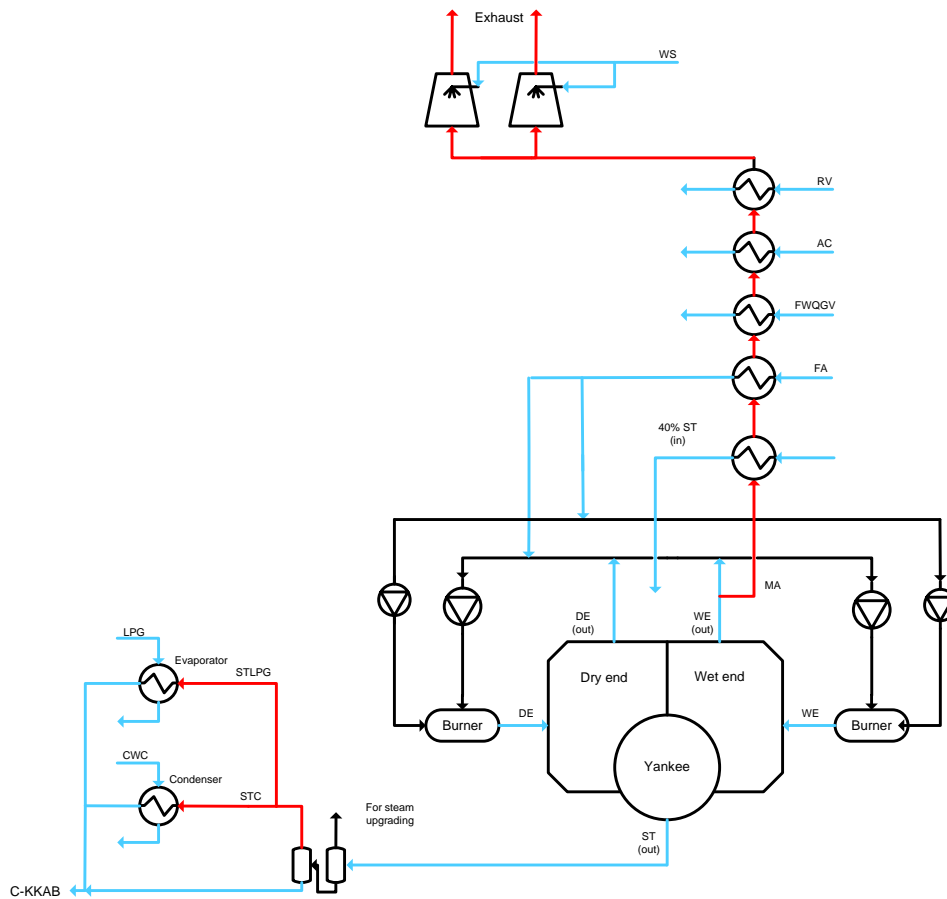 Exhaust
WS
RV
AC
FWQGV
FA
40% ST
(in)
MA
DE
(out)
WE
(out)
LPG
Evaporator
STLPG
Dry end
Wet end
Burner
DE
WE
Burner
CWC
Condenser
STC
Yankee
For steam
upgrading
ST
(out)
C-KKAB